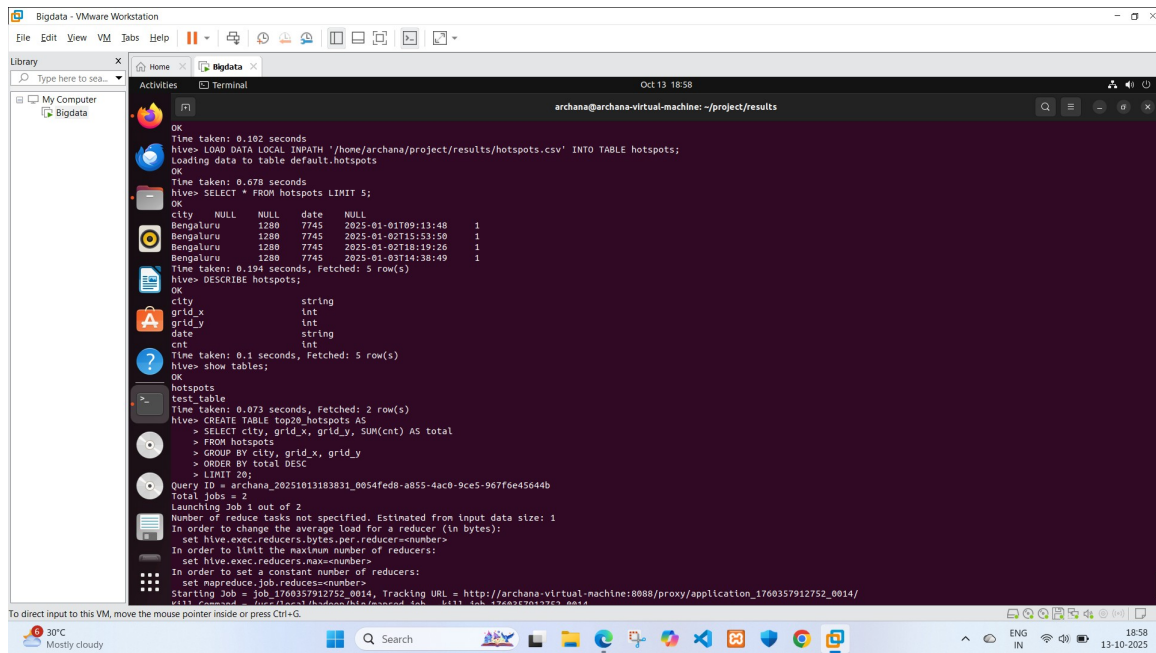 Bigdata - VMware Workstation
File Edit View VM Tabs Help
Library X
Type here to sea...
Home Bigdata
My Computer
Bigdata
Activities Terminal Oct 13 18:58
archana@archana-virtual-machine: ~/project/results
OK
Time taken: 0.102 seconds
hive> LOAD DATA LOCAL INPATH '/home/archana/project/results/hotspots.csv' INTO TABLE hotspots;
Loading data to table default.hotspots
OK
Time taken: 0.678 seconds
hive> SELECT * FROM hotspots LIMIT 5;
OK
city NULL NULL date NULL
Bengaluru 1280 7745 2025-01-01T09:13:48 1
Bengaluru 1280 7745 2025-01-02T15:53:50 1
Bengaluru 1280 7745 2025-01-02T18:19:26 1
Bengaluru 1280 7745 2025-01-03T14:38:49 1
Time taken: 0.194 seconds, Fetched: 5 row(s)
hive> DESCRIBE hotspots;
OK
city string
grid_x int
grid_y int
date string
cnt int
Time taken: 0.1 seconds, Fetched: 5 row(s)
hive> show tables;
OK
hotspots
test_table
Time taken: 0.073 seconds, Fetched: 2 row(s)
hive> CREATE TABLE top20_hotspots AS
> SELECT city, grid_x, grid_y, SUM(cnt) AS total
> FROM hotspots
> GROUP BY city, grid_x, grid_y
> ORDER BY total DESC
> LIMIT 20;
Query ID = archana_20251013183831_0054fed8-a855-4ac0-9ce5-967f6e45644b
Total jobs = 2
Launching Job 1 out of 2
Number of reduce tasks not specified. Estimated from input data size: 1
In order to change the average load for a reducer (in bytes):
set hive.exec.reducers.bytes.per.reducer=<number>
In order to limit the maximum number of reducers:
set hive.exec.reducers.max=<number>
In order to set a constant number of reducers:
set mapreduce.job.reduces=<number>
Starting Job = job_1760357912752_0014, Tracking URL = http://archana-virtual-machine:8088/proxy/application_1760357912752_0014/
Kill Command = /usr/local/hadoop/bin/mapred job -kill job_1760357912752_0014
To direct input to this VM, move the mouse pointer inside or press Ctrl+G.
6 30°C
Mostly cloudy
Search
ENG
IN
18:58
13-10-2025